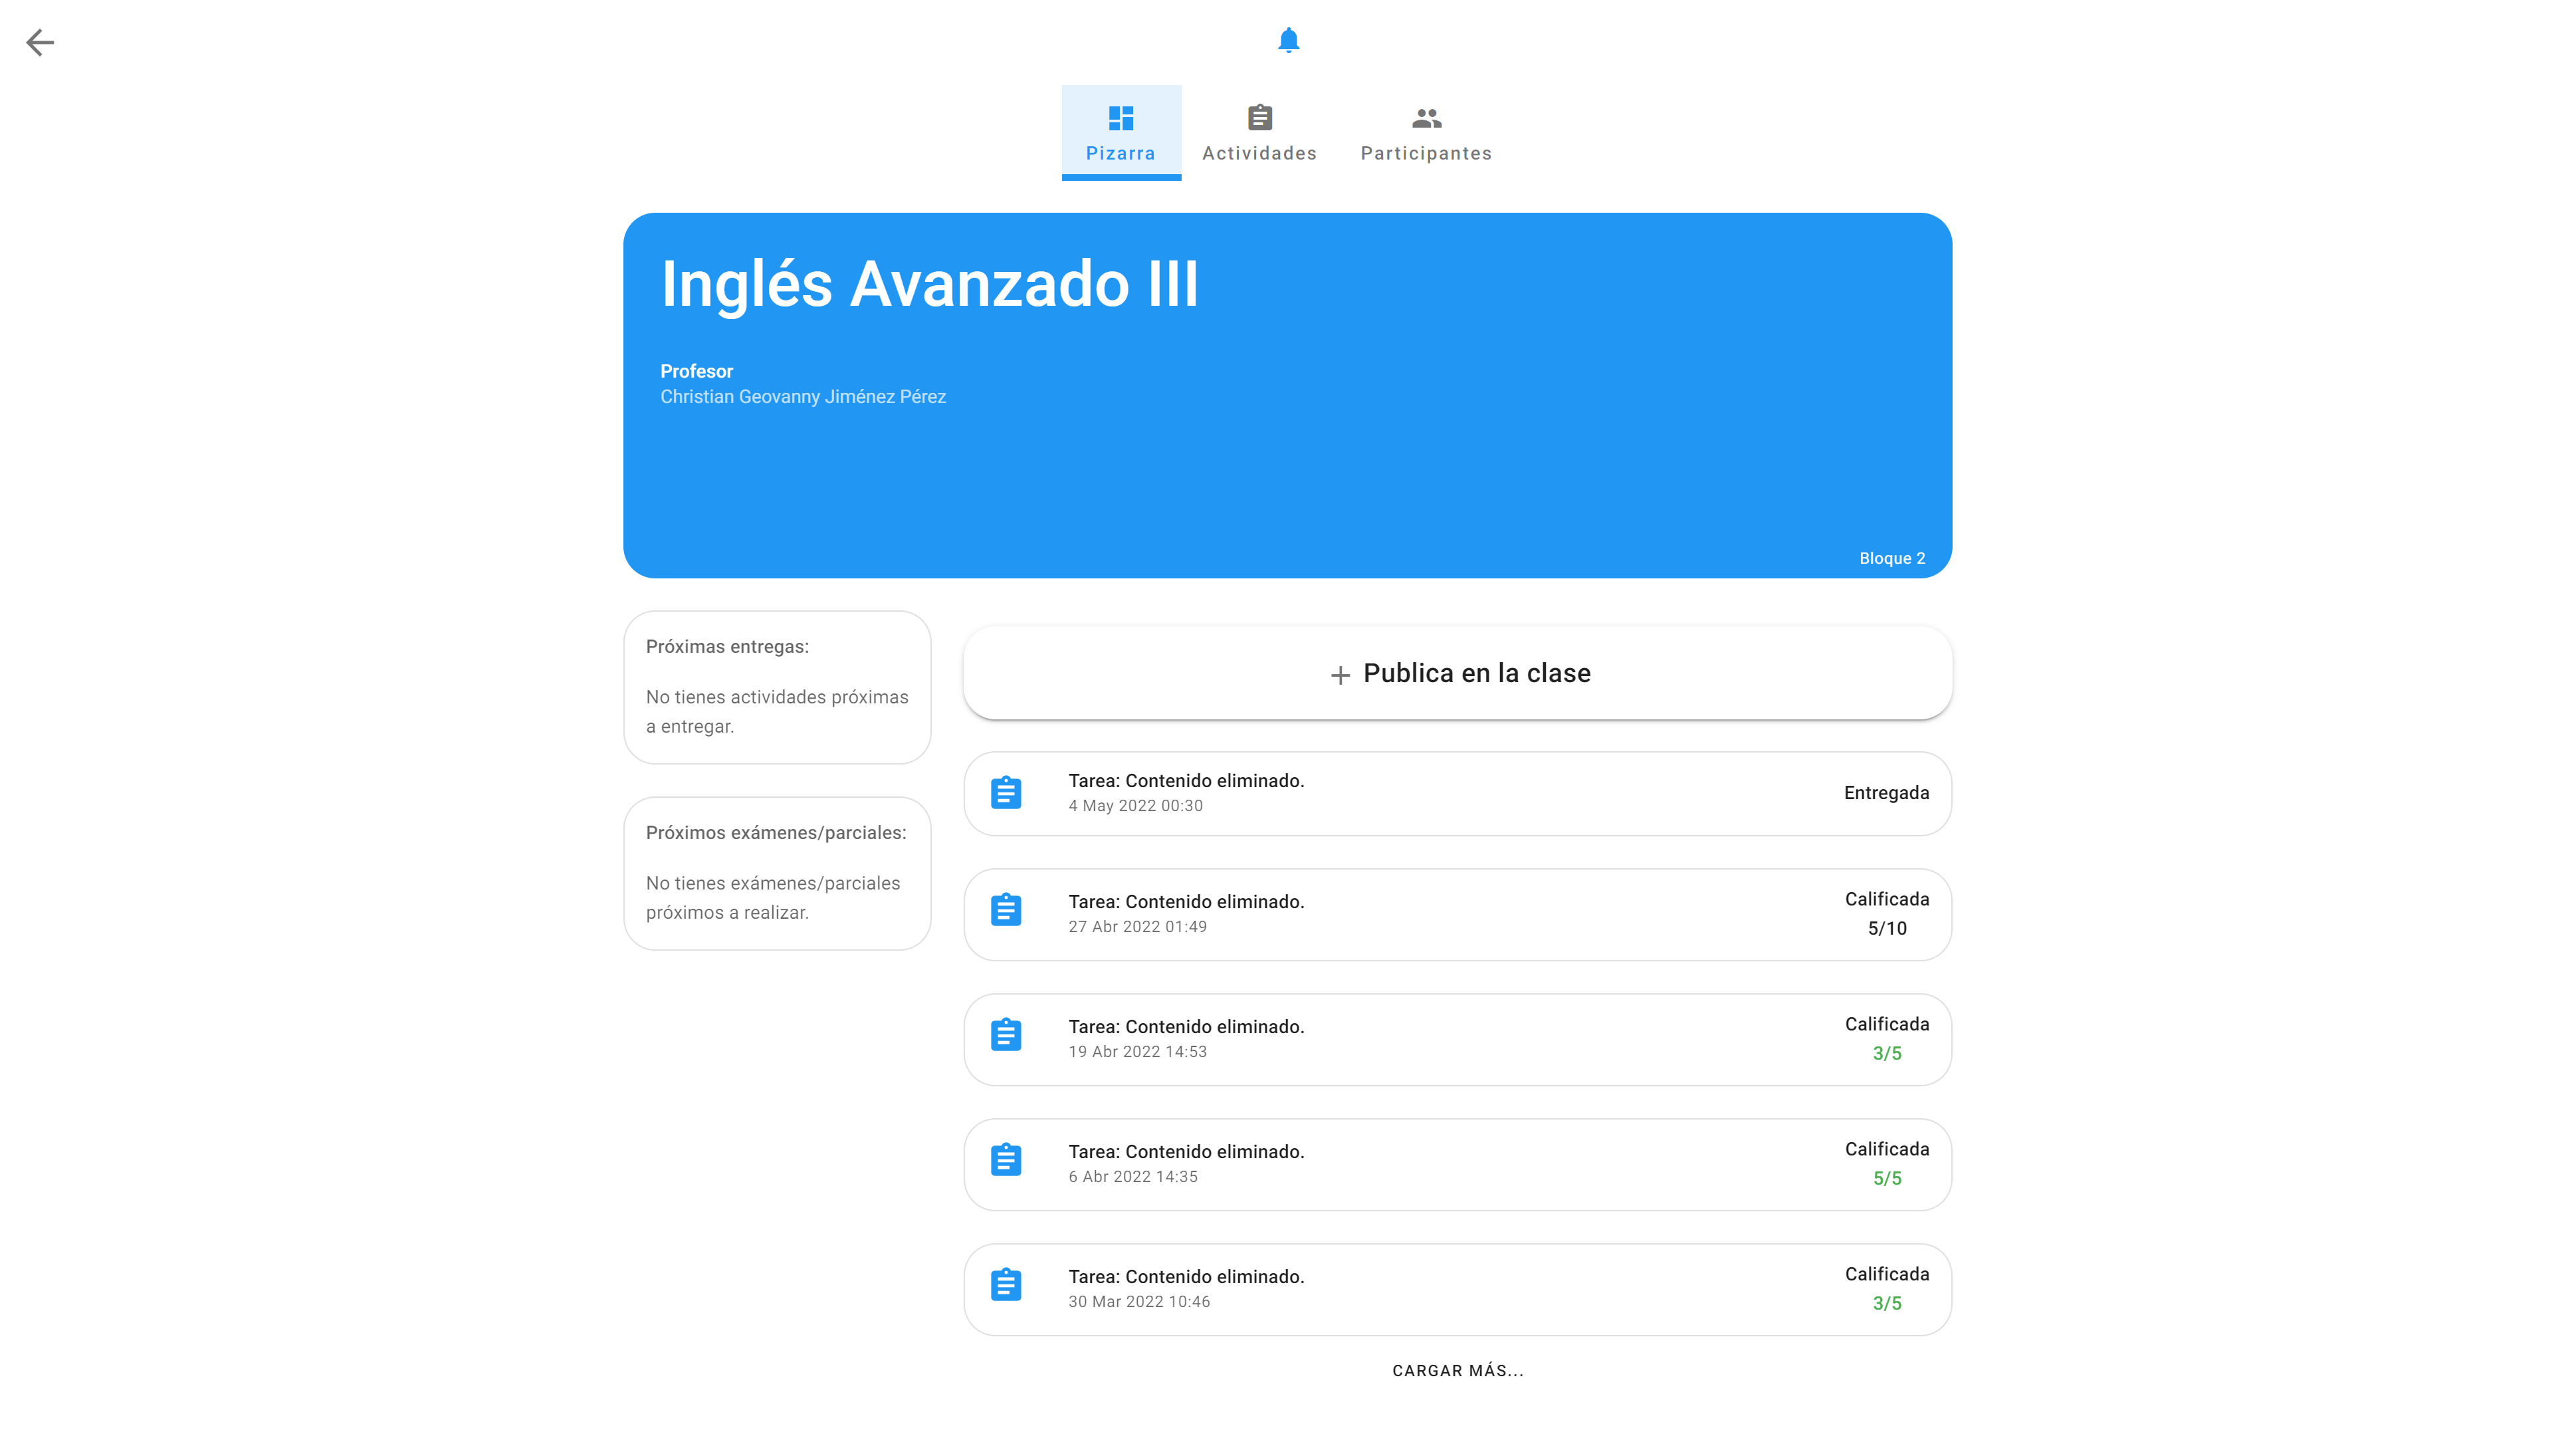 Pizarra
Actividades
Participantes
Inglés Avanzado III
Profesor
Christian Geovanny Jiménez Pérez
Bloque 2
Próximas entregas:
No tienes actividades próximas
a entregar.
Próximos exámenes/parciales:
No tienes exámenes/parciales
próximos a realizar.
+ Publica en la clase
Tarea: Contenido eliminado.
4 May 2022 00:30
Entregada
Tarea: Contenido eliminado.
27 Abr 2022 01:49
Calificada
5/10
Tarea: Contenido eliminado.
19 Abr 2022 14:53
Calificada
3/5
Tarea: Contenido eliminado.
6 Abr 2022 14:35
Calificada
5/5
Tarea: Contenido eliminado.
30 Mar 2022 10:46
Calificada
3/5
CARGAR MÁS...